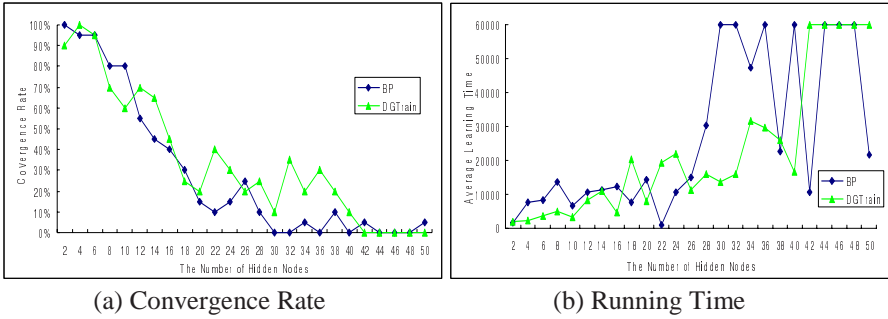 100%
90%
80%
70%
60%
50%
40%
30%
20%
10%
0%
Covergence Rate
BP
DGTrain
2 4 6 8 10 12 14 16 18 20 22 24 26 28 30 32 34 36 38 40 42 44 46 48 50
The Number of Hidden Nodes
(a) Convergence Rate
60000
50000
40000
30000
20000
10000
0
Average Learning Time
BP
DGTrain
2 4 6 8 10 12 14 16 18 20 22 24 26 28 30 32 34 36 38 40 42 44 46 48 50
The Number of Hidden Nodes
(b) Running Time